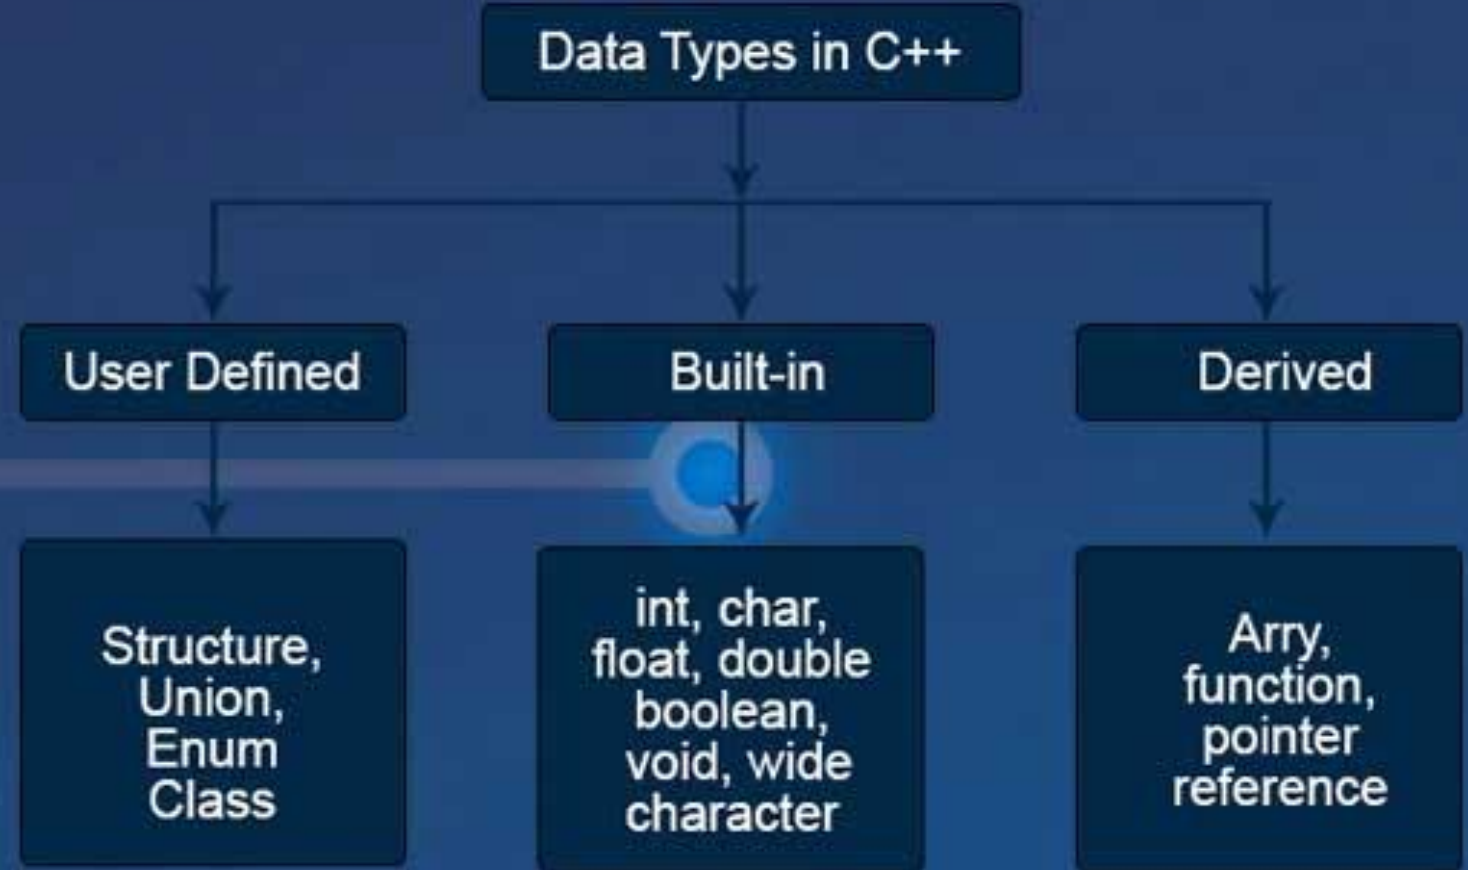 Data Types in C++
User Defined
Built-in
Derived
Structure,
Union,
Enum
Class
int, char,
float, double
boolean,
void, wide
character
Arry,
function,
pointer
reference